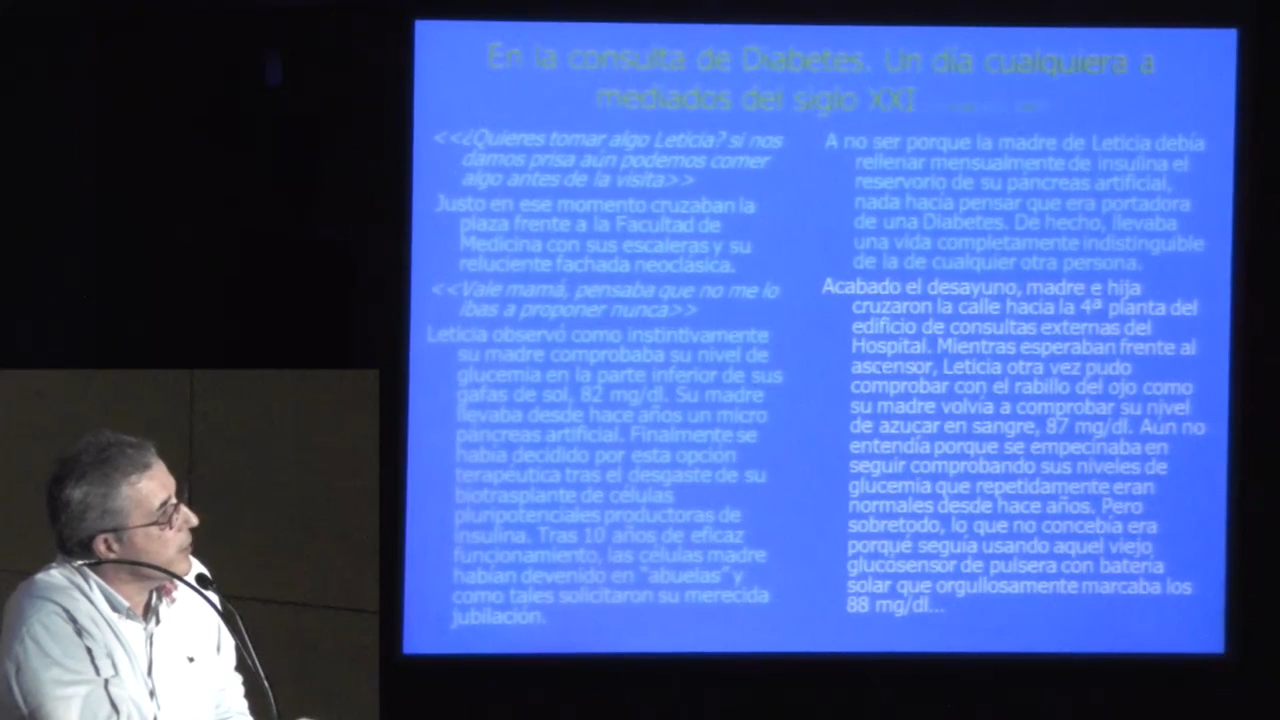 En la consulta de Diabetes. Un día cualquiera a
mediados del siglo XXI
<<¿Quieres tomar algo Leticia? si nos
damos prisa aún podemos comer
algo antes de la visita>>
Justo en ese momento cruzaban la
plaza frente a la Facultad de
Medicina con sus escaleras y su
reluciente fachada neoclásica.
<<Vale mamá, pensaba que no me lo
ibas a proponer nunca>>
Leticia observó como instintivamente
su madre comprobaba su nivel de
glucemia en la parte inferior de sus
gafas de sol, 82 mg/dl. Su madre
llevaba desde hace años un micro
páncreas artificial. Finalmente se
había decidido por esta opción
terapéutica tras el desgaste de su
biotrasplante de células
pluripotenciales productoras de
insulina. Tras 10 años de eficaz
funcionamiento, las células madre
habían devenido en "abuelas" y
como tales solicitaron su merecida
jubilación.
A no ser porque la madre de Leticia debía
rellenar mensualmente de insulina el
reservorio de su páncreas artificial,
nada hacía pensar que era portadora
de una Diabetes. De hecho, llevaba
una vida completamente indistinguible
de la de cualquier otra persona.
Acabado el desayuno, madre e hija
cruzaron la calle hacia la 4ª planta del
edificio de consultas externas del
Hospital. Mientras esperaban frente al
ascensor, Leticia otra vez pudo
comprobar con el rabillo del ojo como
su madre volvía a comprobar su nivel
de azúcar en sangre, 87 mg/dl. Aún no
entendía porque se empecinaba en
seguir comprobando sus niveles de
glucemia que repetidamente eran
normales desde hace años. Pero
sobretodo, lo que no concebía era
porqué seguía usando aquel viejo
glucosensor de pulsera con batería
solar que orgullosamente marcaba los
88 mg/dl...